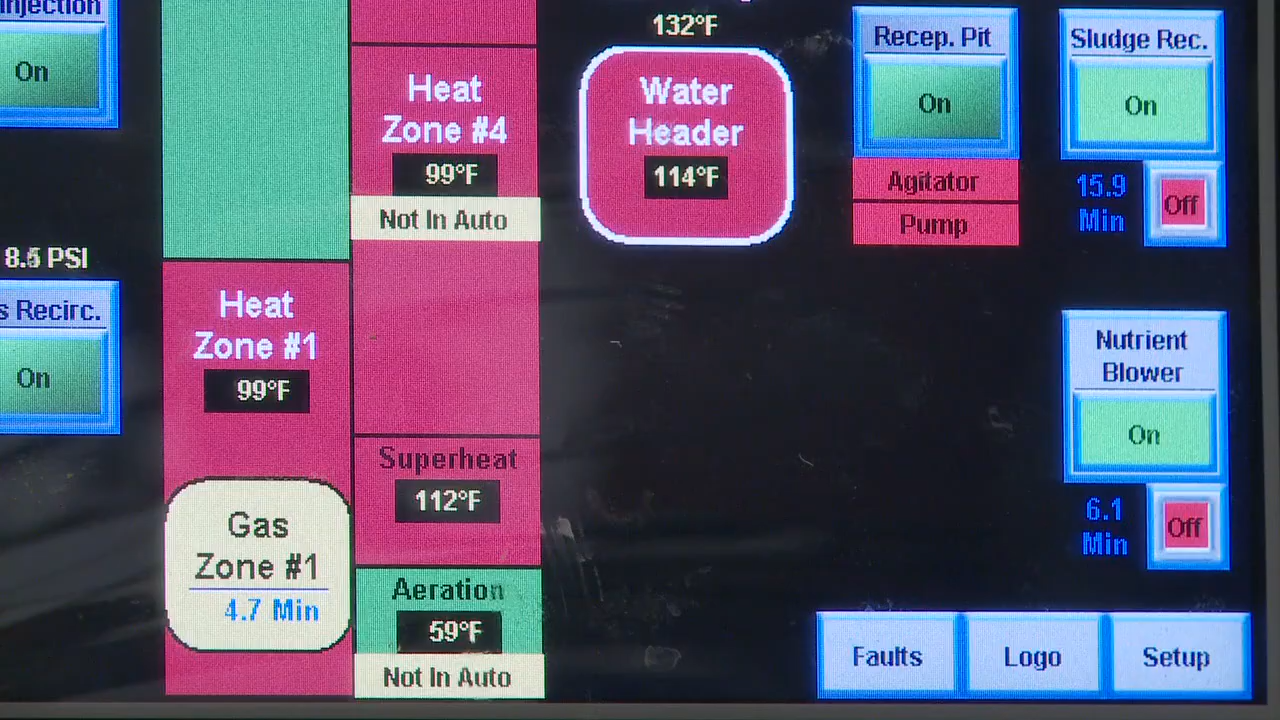 njection
On
8.5 PSI
s Recirc.
On
Heat
Zone #1
99°F
Gas
Zone #1
4.7 Min
Heat
Zone #4
99°F
Not In Auto
Superheat
112°F
Aeration
59°F
Not In Auto
132°F
Water
Header
114°F
Recep. Pit
On
Agitator
Pump
Sludge Rec.
On
15.9
Min
Off
Nutrient
Blower
On
6.1
Min
Off
Faults
Logo
Setup